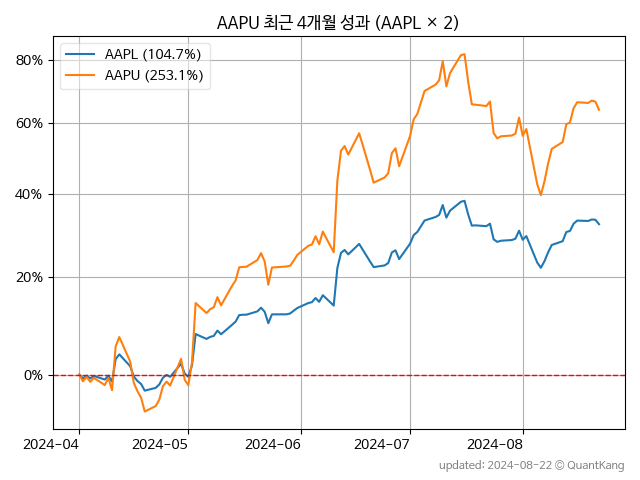 AAPU 최근 4개월 성과 (AAPL × 2)
AAPL (104.7%)
AAPU (253.1%)
80%
60%
40%
20%
0%
2024-04
2024-05
2024-06
2024-07
2024-08
updated: 2024-08-22 © QuantKang